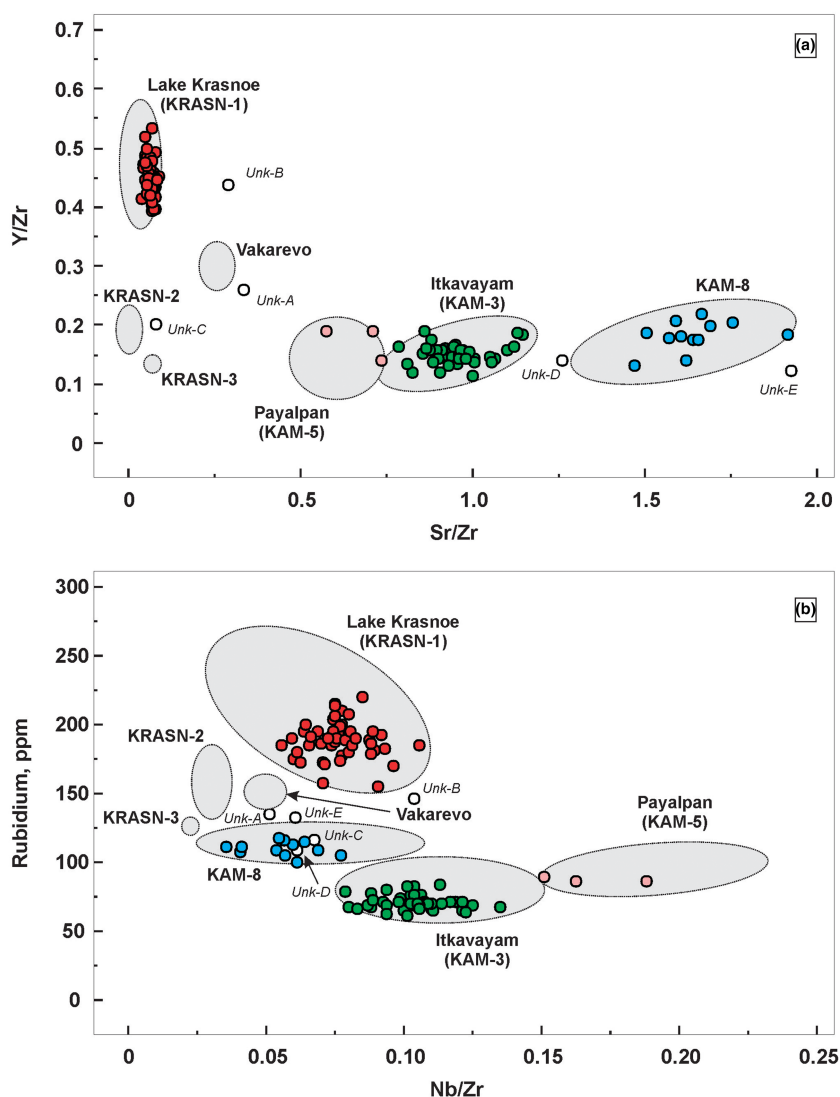 (a)
0.7
Lake Krasnoe
(KRASN-1)
0.6
0.5
Unk-B
0.4
Y/Zr
Vakarevo
0.3
KRASN-2
Unk-A
Itkavayam
(KAM-3)
KAM-8
0.2
Unk-C
KRASN-3
Unk-D
0.1
Payalpan
(KAM-5)
Unk-E
0
0 0.5 1.0 1.5 2.0
Sr/Zr
(b)
300
Lake Krasnoe
(KRASN-1)
250
KRASN-2
200
Rubidium, ppm
150
Unk-B
KRASN-3
Unk-A
Unk-E
Vakarevo
Payalpan
(KAM-5)
Unk-C
100
KAM-8
Unk-D
50
Itkavayam
(KAM-3)
0
0 0.05 0.10 0.15 0.20 0.25
Nb/Zr